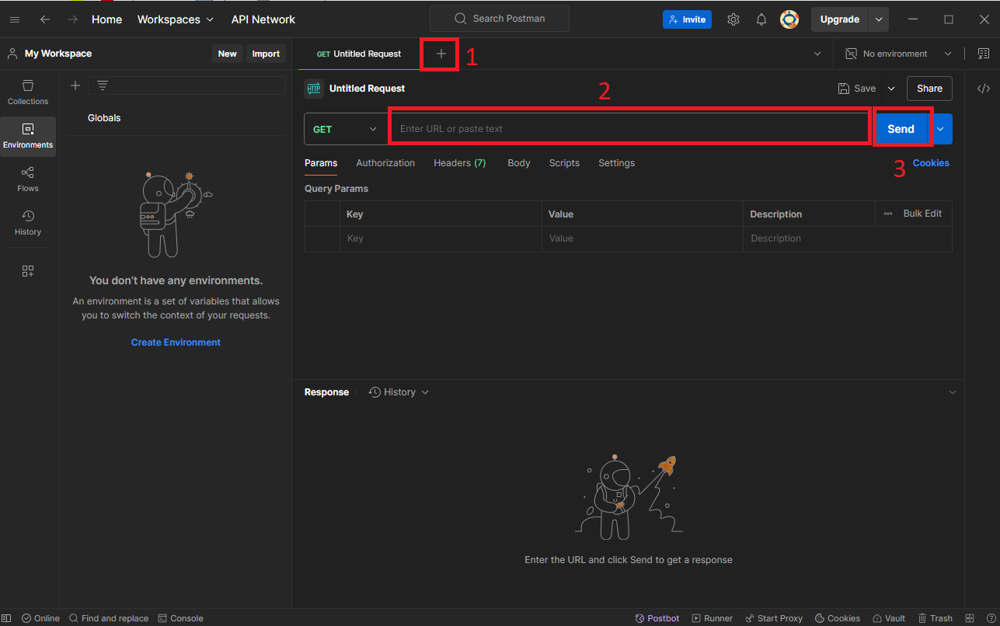 Home Workspaces API Network Search Postman Invite Upgrade
My Workspace New Import GET Untitled Request 1 No environment
Collections
Environments
Flows
History
Globals
You don't have any environments.
An environment is a set of variables that allows
you to switch the context of your requests.
Create Environment
HTTP Untitled Request Save Share
2
GET Enter URL or paste text Send
3
Params Authorization Headers (7) Body Scripts Settings Cookies
Query Params
Key Value Description Bulk Edit
Key Value Description
Response History
Enter the URL and click Send to get a response
Online Find and replace Console Postbot Runner Start Proxy Cookies Vault Trash